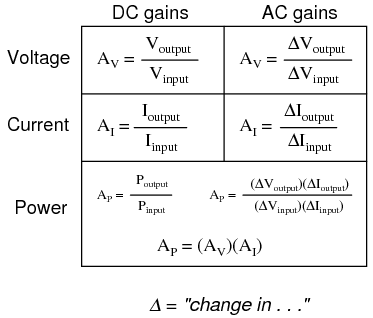 DC gains AC gains
Voltage A_V = V_output / V_input A_V = ΔV_output / ΔV_input
Current A_I = I_output / I_input A_I = ΔI_output / ΔI_input
Power A_P = P_output / P_input A_P = (ΔV_output)(ΔI_output) / (ΔV_input)(ΔI_input)
A_P = (A_V)(A_I)
Δ = "change in . . ."